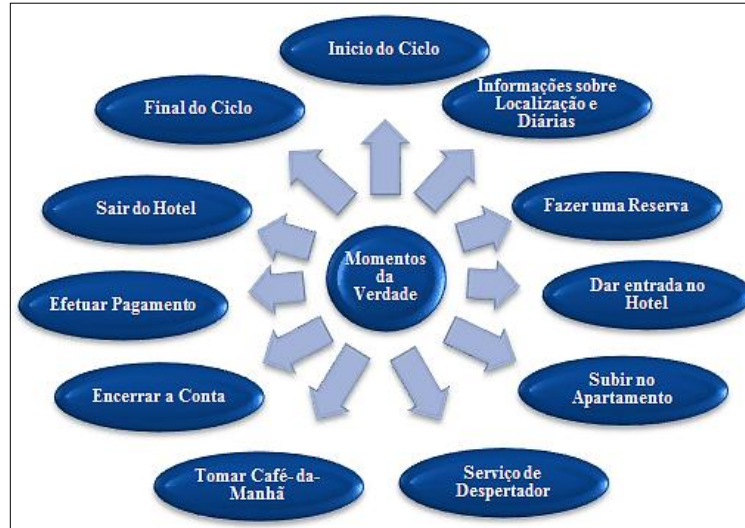 Inicio do Ciclo
Informações sobre
Localização e
Diárias
Fazer uma Reserva
Dar entrada no
Hotel
Subir no
Apartamento
Serviço de
Despertador
Tomar Café-da-
Manhã
Encerrar a Conta
Efetuar Pagamento
Sair do Hotel
Final do Ciclo
Momentos
da
Verdade